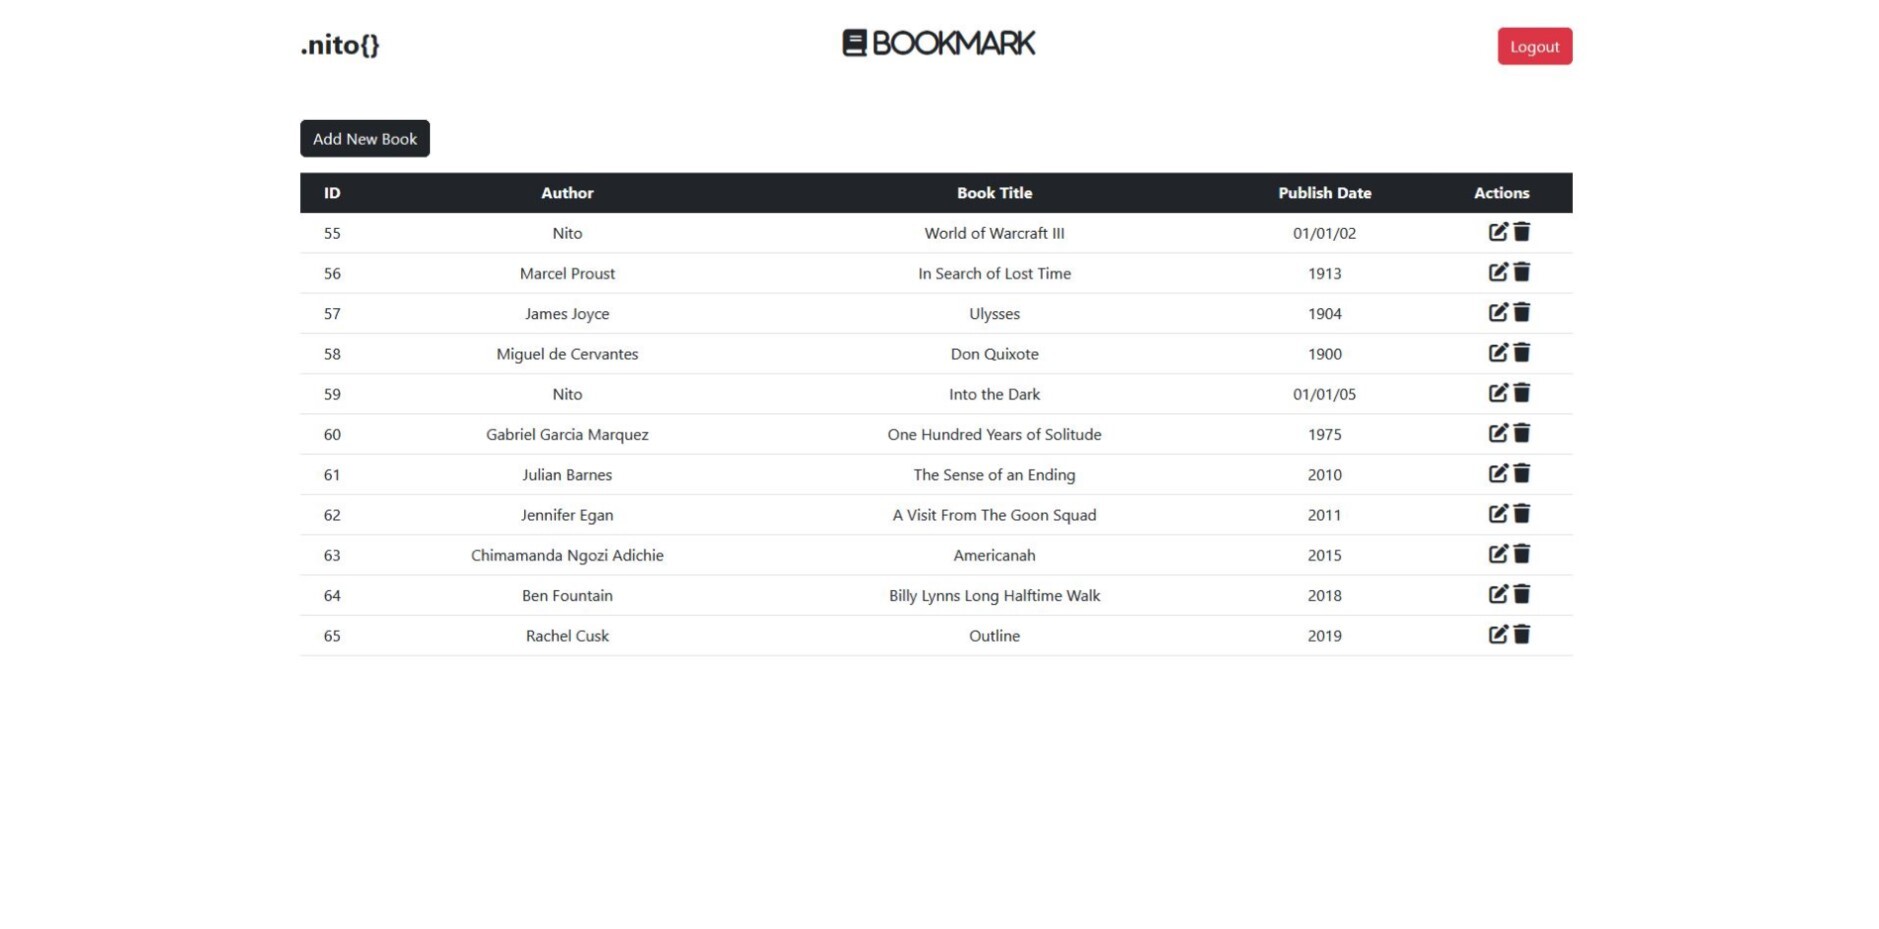 .nito{} BOOKMARK Logout
Add New Book
ID Author Book Title Publish Date Actions
55 Nito World of Warcraft III 01/01/02
56 Marcel Proust In Search of Lost Time 1913
57 James Joyce Ulysses 1904
58 Miguel de Cervantes Don Quixote 1900
59 Nito Into the Dark 01/01/05
60 Gabriel Garcia Marquez One Hundred Years of Solitude 1975
61 Julian Barnes The Sense of an Ending 2010
62 Jennifer Egan A Visit From The Goon Squad 2011
63 Chimamanda Ngozi Adichie Americanah 2015
64 Ben Fountain Billy Lynns Long Halftime Walk 2018
65 Rachel Cusk Outline 2019